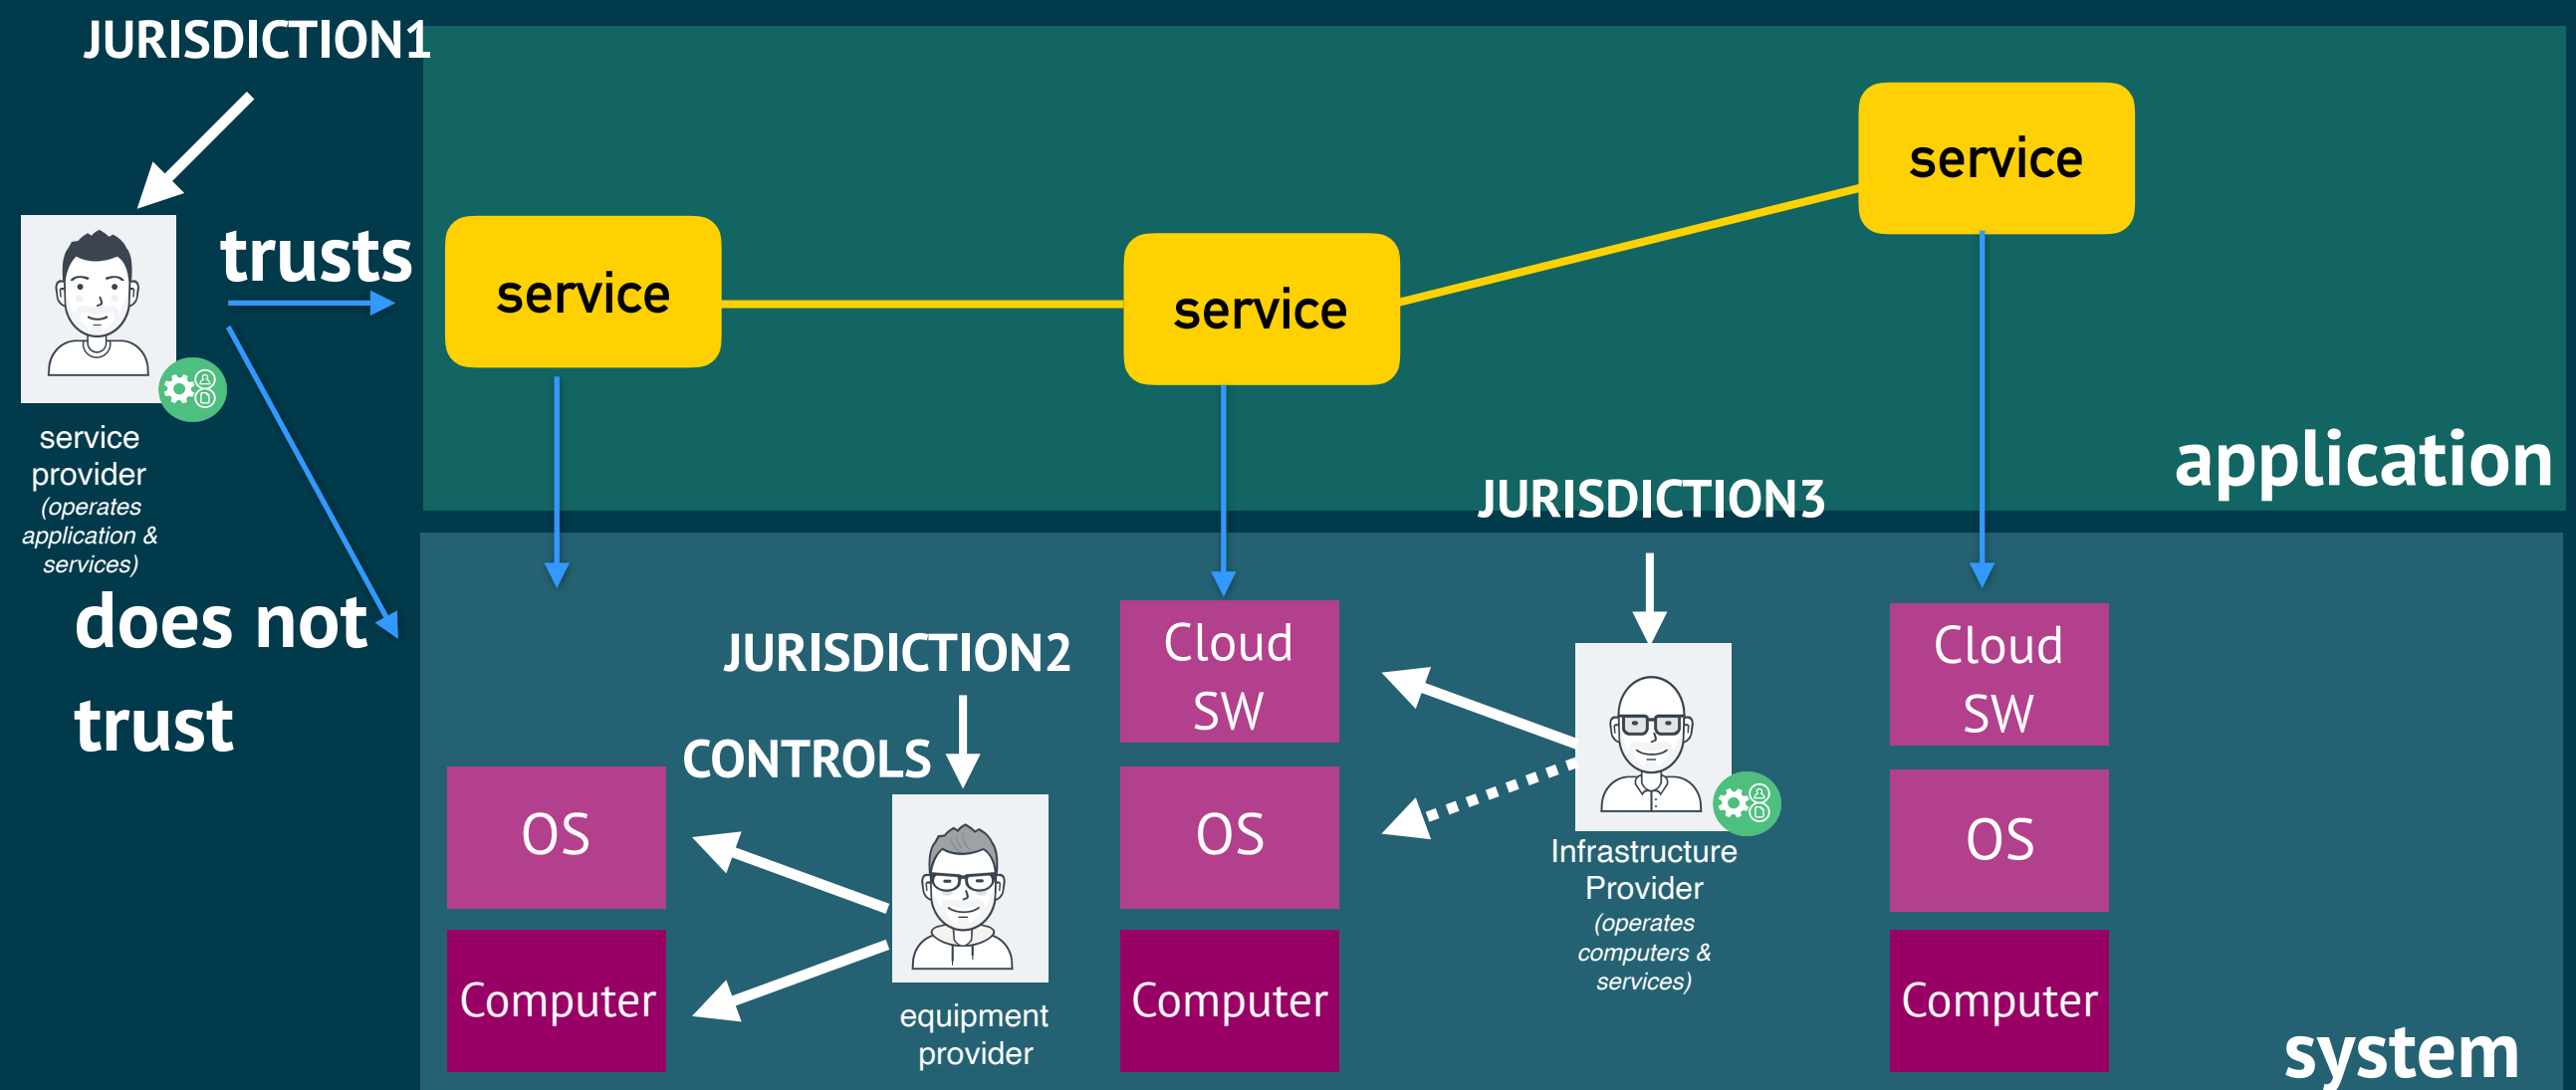 JURISDICTION1
trusts
service
service
service
service
provider
(operates
application &
services)
does not
trust
application
JURISDICTION3
JURISDICTION2
CONTROLS
OS
Computer
equipment
provider
Cloud
SW
OS
Computer
Infrastructure
Provider
(operates
computers &
services)
Cloud
SW
OS
Computer
system